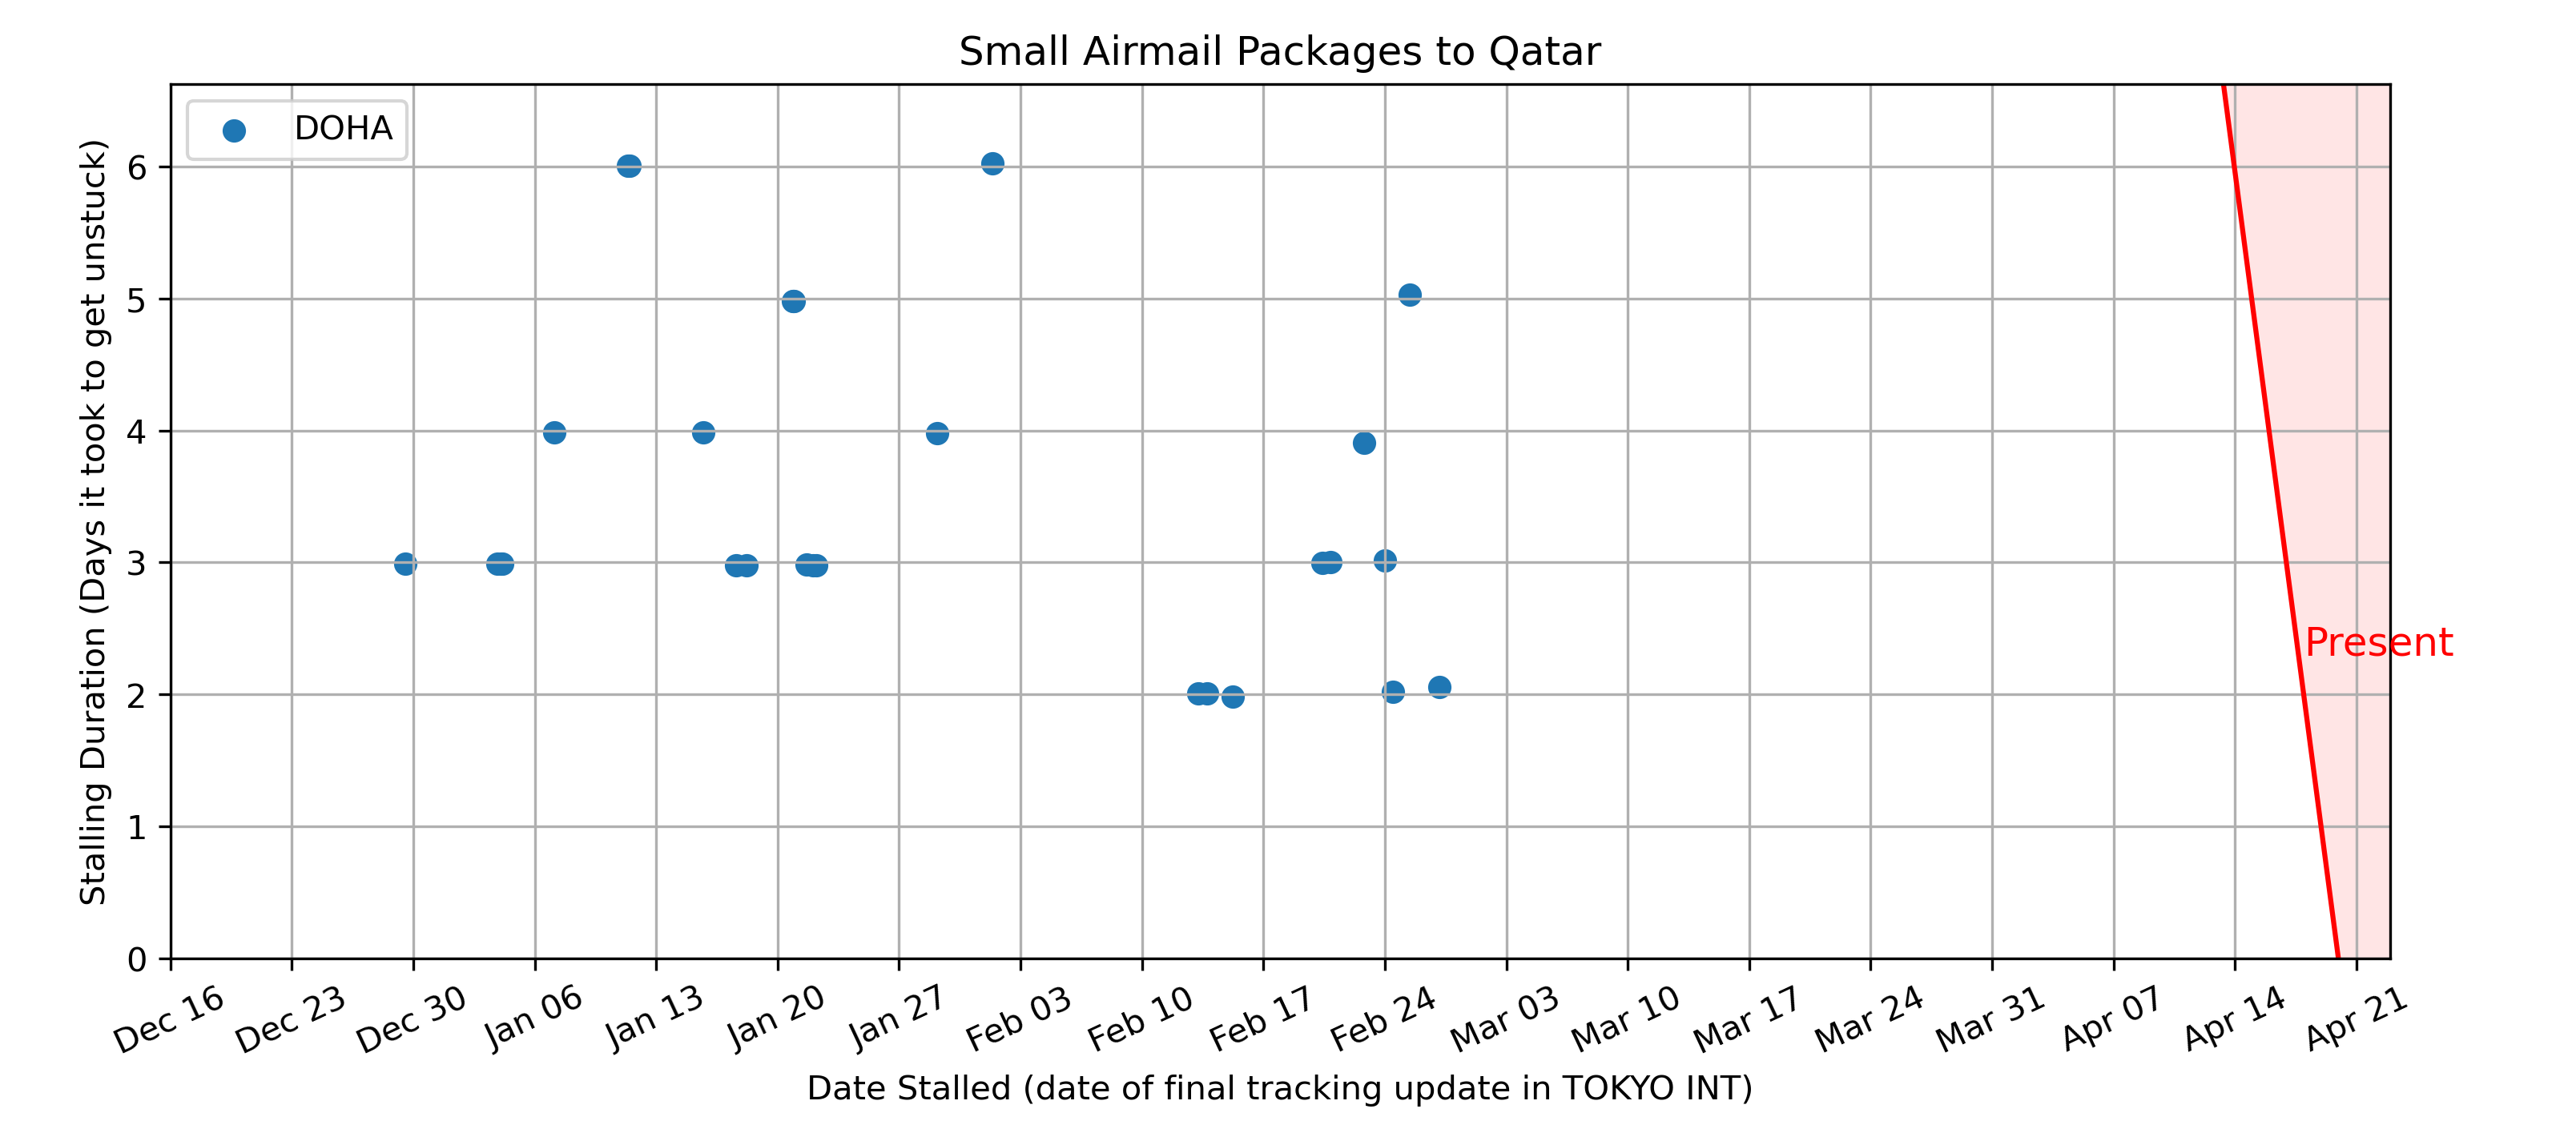 Small Airmail Packages to Qatar
DOHA
Stalling Duration (Days it took to get unstuck)
6
5
4
3
2
1
0
Present
Dec 16 Dec 23 Dec 30 Jan 06 Jan 13 Jan 20 Jan 27 Feb 03 Feb 10 Feb 17 Feb 24 Mar 03 Mar 10 Mar 17 Mar 24 Mar 31 Apr 07 Apr 14 Apr 21
Date Stalled (date of final tracking update in TOKYO INT)